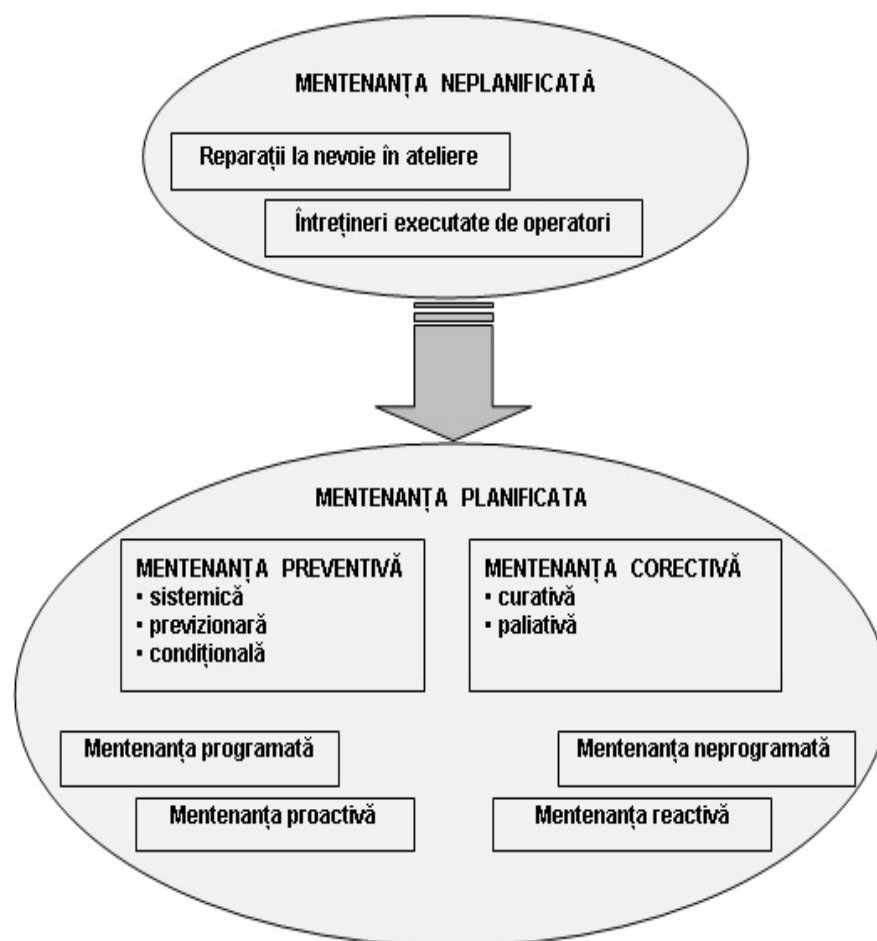 MENTENANȚA NEPLANIFICATĂ
Reparații la nevoie în ateliere
Întrețineri executate de operatori
MENTENANȚA PLANIFICATA
MENTENANȚA PREVENTIVĂ
▪ sistemică
▪ previzionară
▪ condițională
MENTENANȚA CORECTIVĂ
▪ curativă
▪ paliativă
Mentenanța programată
Mentenanța neprogramată
Mentenanța proactivă
Mentenanța reactivă